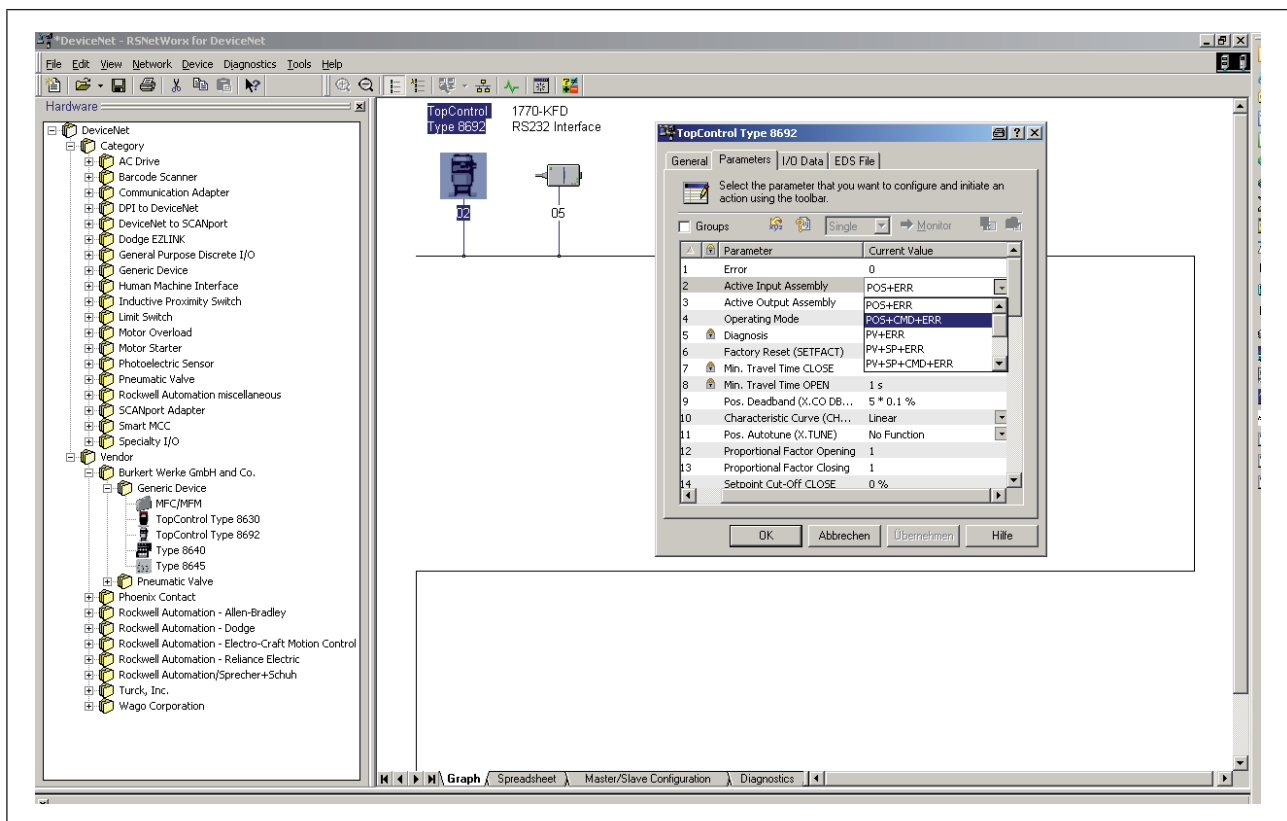 *DeviceNet - RSNetWorx for DeviceNet
File Edit View Network Device Diagnostics Tools Help
Hardware
DeviceNet
Category
AC Drive
Barcode Scanner
Communication Adapter
DPI to DeviceNet
DeviceNet to SCANport
Dodge EZLINK
General Purpose Discrete I/O
Generic Device
Human Machine Interface
Inductive Proximity Switch
Limit Switch
Motor Overload
Motor Starter
Photoelectric Sensor
Pneumatic Valve
Rockwell Automation miscellaneous
SCANport Adapter
Smart MCC
Specialty I/O
Vendor
Burkert Werke GmbH and Co.
Generic Device
MFC/MFM
TopControl Type 8630
TopControl Type 8692
Type 8640
Type 8645
Pneumatic Valve
Phoenix Contact
Rockwell Automation - Allen-Bradley
Rockwell Automation - Dodge
Rockwell Automation - Electro-Craft Motion Control
Rockwell Automation - Reliance Electric
Rockwell Automation/Sprecher+Schuh
Turck, Inc.
Wago Corporation
TopControl
Type 8692
02
1770-KFD
RS232 Interface
05
TopControl Type 8692
General Parameters I/O Data EDS File
Select the parameter that you want to configure and initiate an
action using the toolbar.
Groups Single Monitor
Parameter Current Value
1 Error 0
2 Active Input Assembly POS+ERR
3 Active Output Assembly POS+ERR
4 Operating Mode POS+CMD+ERR
5 Diagnosis PV+ERR
6 Factory Reset (SETFACT) PV+SP+ERR
7 Min. Travel Time CLOSE PV+SP+CMD+ERR
8 Min. Travel Time OPEN 1 s
9 Pos. Deadband (X.CO DB... 5 * 0.1 %
10 Characteristic Curve (CH... Linear
11 Pos. Autotune (X.TUNE) No Function
12 Proportional Factor Opening 1
13 Proportional Factor Closing 1
14 Setpoint Cut-Off CLOSE 0 %
OK Abbrechen Übernehmen Hilfe
Graph Spreadsheet Master/Slave Configuration Diagnostics